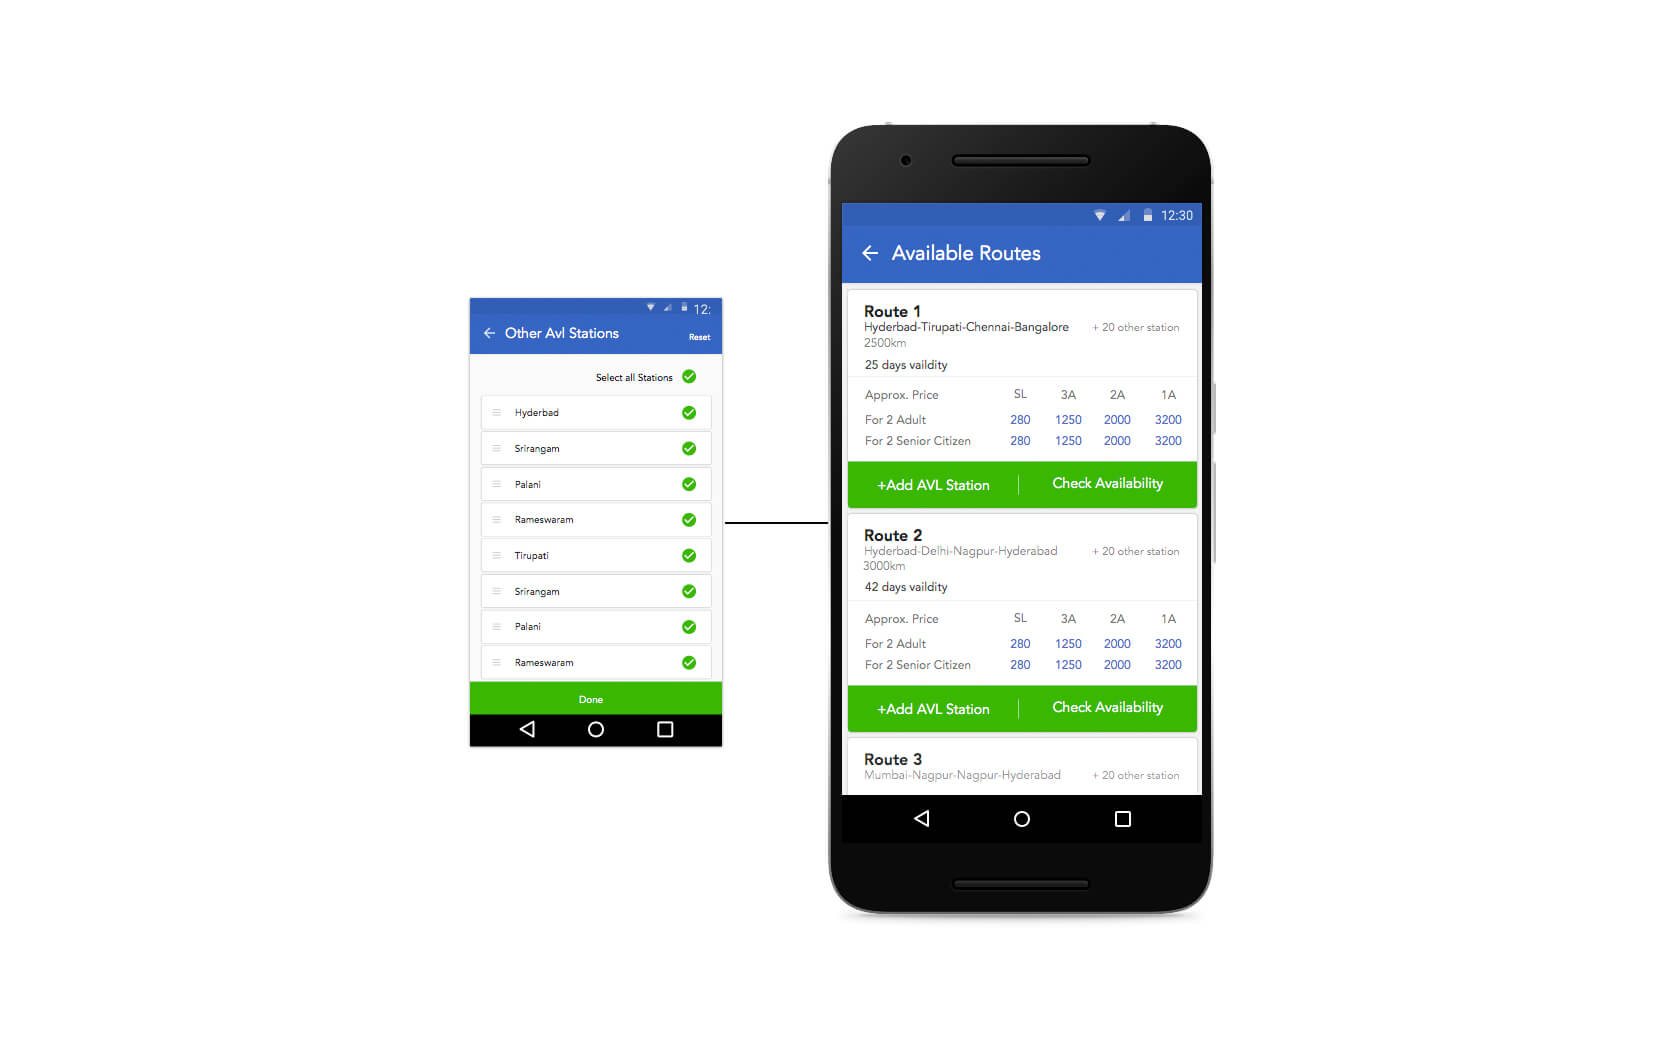 12:
Other Avl Stations
Reset
Select all Stations
Hyderbad
Srirangam
Palani
Rameswaram
Tirupati
Srirangam
Palani
Rameswaram
Done
12:30
Available Routes
Route 1
Hyderbad-Tirupati-Chennai-Bangalore + 20 other station
2500km
25 days vaildity
Approx. Price SL 3A 2A 1A
For 2 Adult 280 1250 2000 3200
For 2 Senior Citizen 280 1250 2000 3200
+Add AVL Station Check Availability
Route 2
Hyderbad-Delhi-Nagpur-Hyderabad + 20 other station
3000km
42 days vaildity
Approx. Price SL 3A 2A 1A
For 2 Adult 280 1250 2000 3200
For 2 Senior Citizen 280 1250 2000 3200
+Add AVL Station Check Availability
Route 3
Mumbai-Nagpur-Nagpur-Hyderabad + 20 other station